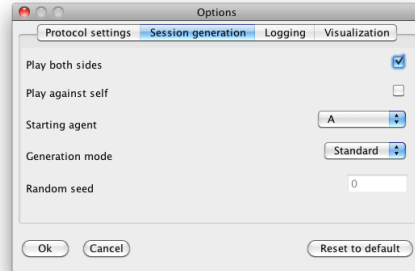 Options
Protocol settings Session generation Logging Visualization
Play both sides
Play against self
Starting agent A
Generation mode Standard
Random seed 0
Ok Cancel Reset to default